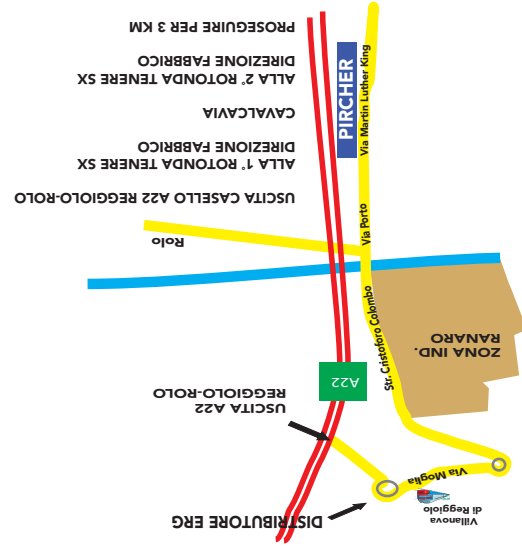 Villanova
di Reggiolo
DISTRIBUTORE ERG
Via Moglia
USCITA A22
REGGIOLO-ROLO
A22
Str. Cristoforo Colombo
ZONA IND.
RANARO
Rolo
Via Porto
USCITA CASELLO A22 REGGIOLO-ROLO
ALLA 1° ROTONDA TENERE SX
DIREZIONE FABBRICO
CAVALCAVIA
ALLA 2° ROTONDA TENERE SX
DIREZIONE FABBRICO
PROSEGUIRE PER 3 KM
PIRCHER
Via Martin Luther King